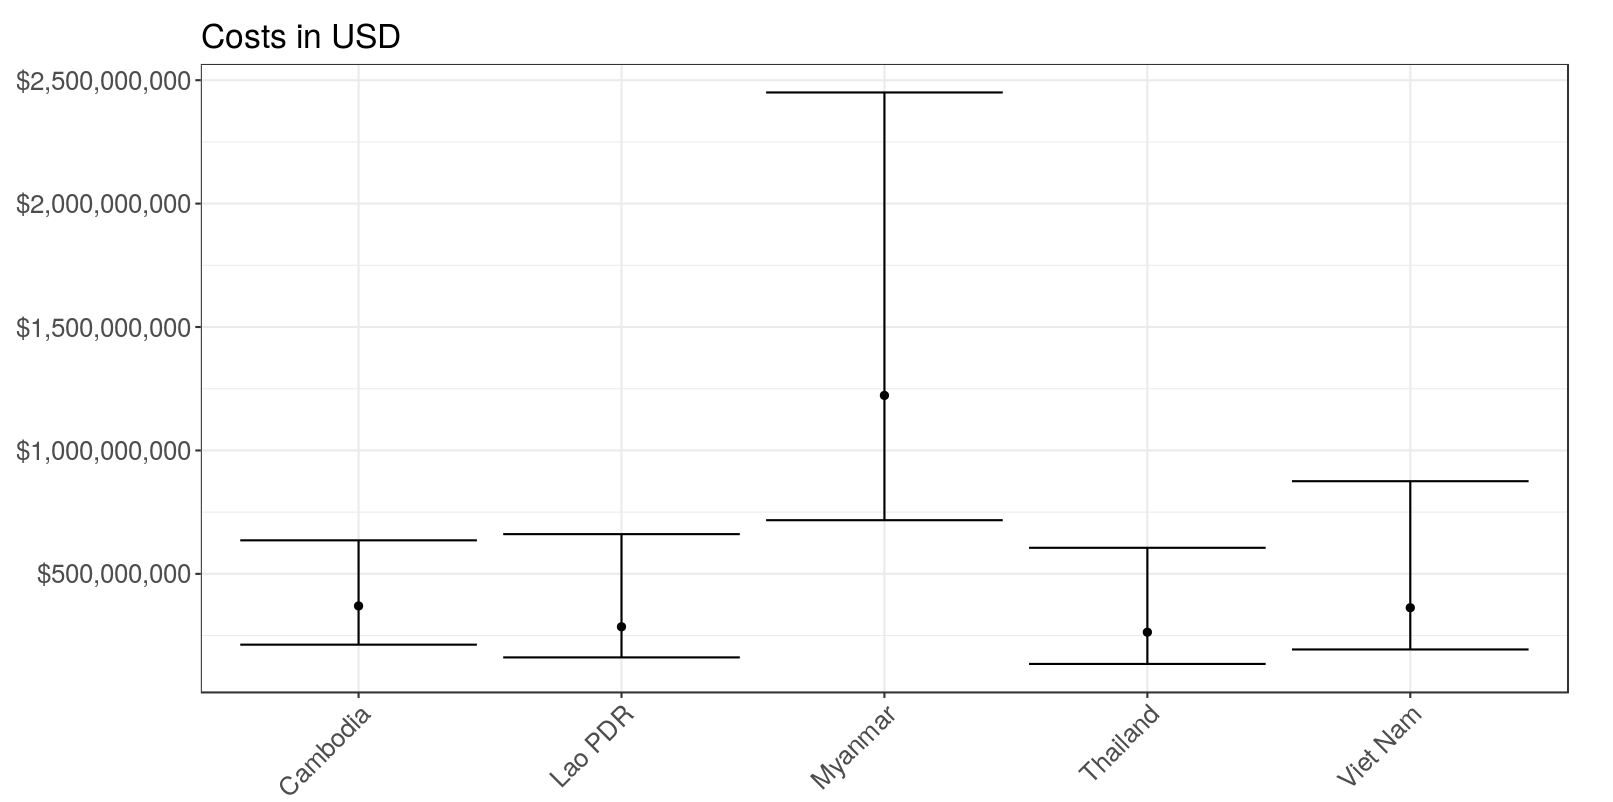 Costs in USD
$2,500,000,000
$2,000,000,000
$1,500,000,000
$1,000,000,000
$500,000,000
Cambodia
Lao PDR
Myanmar
Thailand
Viet Nam